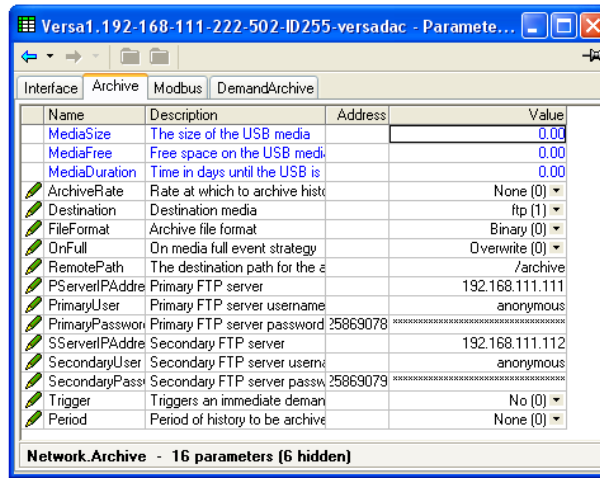 Versa1.192-168-111-222-502-ID255-versadac - Paramete...
Interface Archive Modbus DemandArchive
Name Description Address Value
MediaSize The size of the USB media 0.00
MediaFree Free space on the USB medi 0.00
MediaDuration Time in days until the USB is 0.00
ArchiveRate Rate at which to archive histo None (0)
Destination Destination media ftp (1)
FileFormat Archive file format Binary (0)
OnFull On media full event strategy Overwrite (0)
RemotePath The destination path for the a /archive
PServerIPAddre Primary FTP server 192.168.111.111
PrimaryUser Primary FTP server username anonymous
PrimaryPassword Primary FTP server password 25869078 ******************************
SServerIPAddre Secondary FTP server 192.168.111.112
SecondaryUser Secondary FTP server userna anonymous
SecondaryPass Secondary FTP server passw 25869079 ******************************
Trigger Triggers an immediate deman No (0)
Period Period of history to be archive None (0)
Network.Archive - 16 parameters (6 hidden)